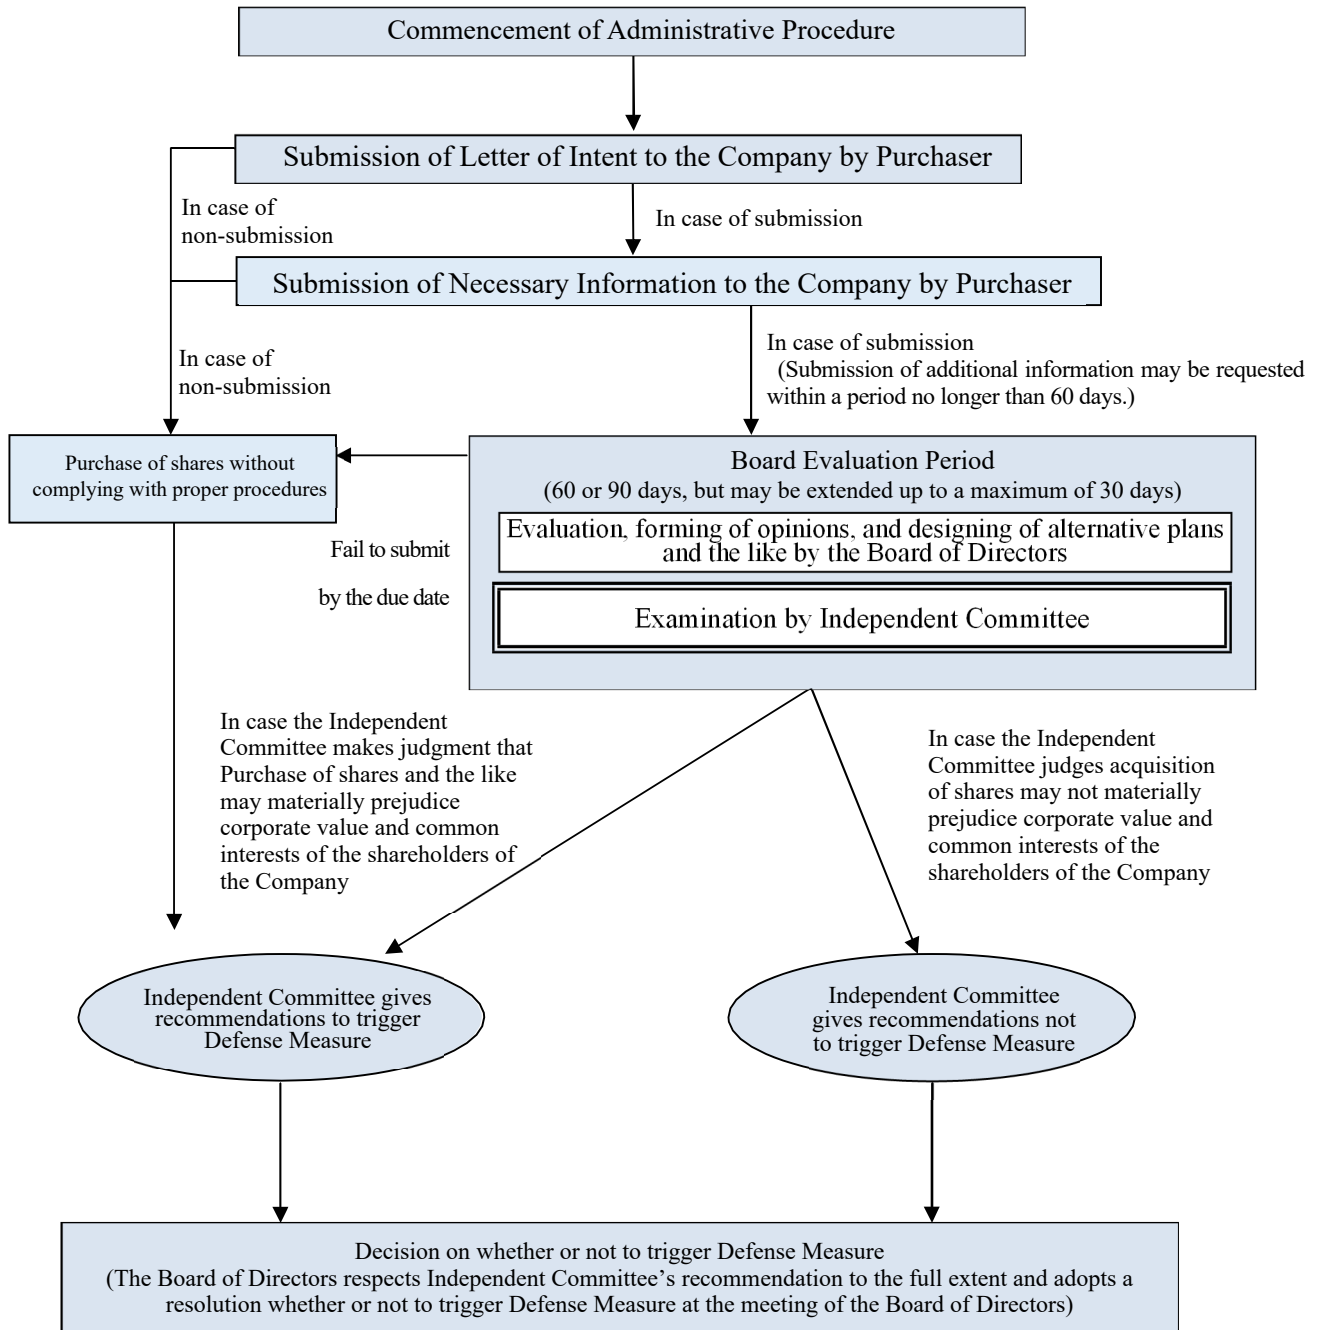 Commencement of Administrative Procedure
Submission of Letter of Intent to the Company by Purchaser
In case of
non-submission
In case of submission
Submission of Necessary Information to the Company by Purchaser
In case of
non-submission
In case of submission
(Submission of additional information may be requested
within a period no longer than 60 days.)
Purchase of shares without
complying with proper procedures
Board Evaluation Period
(60 or 90 days, but may be extended up to a maximum of 30 days)
Evaluation, forming of opinions, and designing of alternative plans
and the like by the Board of Directors
Fail to submit
by the due date
Examination by Independent Committee
In case the Independent
Committee makes judgment that
Purchase of shares and the like
may materially prejudice
corporate value and common
interests of the shareholders of
the Company
In case the Independent
Committee judges acquisition
of shares may not materially
prejudice corporate value and
common interests of the
shareholders of the Company
Independent Committee gives
recommendations to trigger
Defense Measure
Independent Committee
gives recommendations not
to trigger Defense Measure
Decision on whether or not to trigger Defense Measure
(The Board of Directors respects Independent Committee’s recommendation to the full extent and adopts a
resolution whether or not to trigger Defense Measure at the meeting of the Board of Directors)